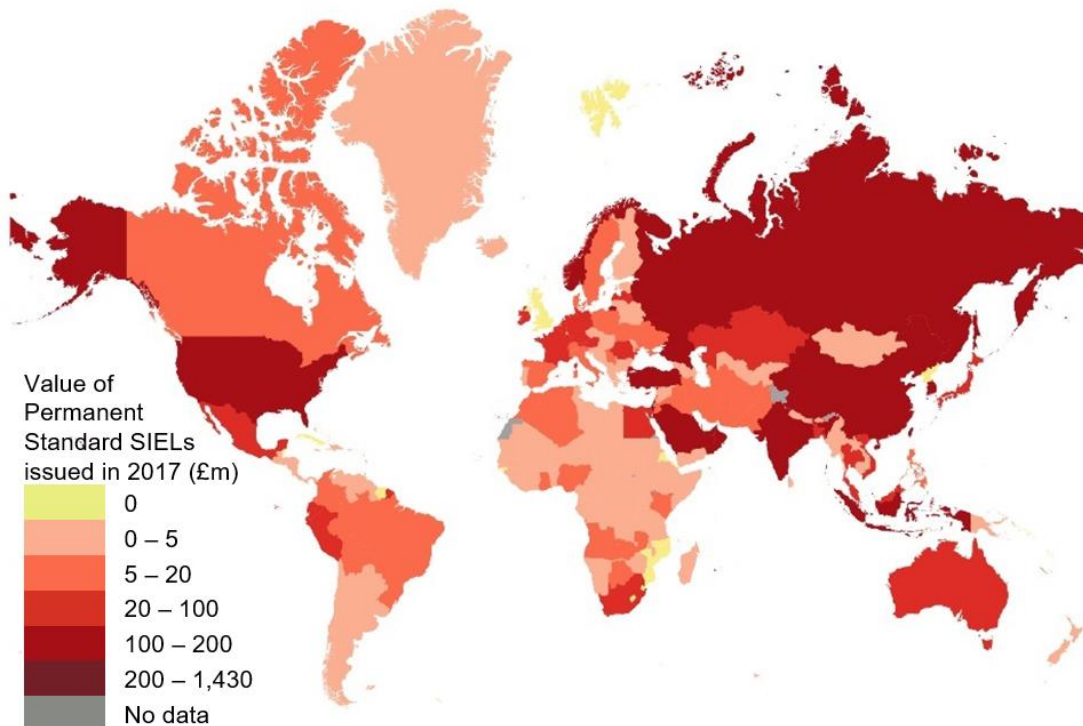 Value of
Permanent
Standard SIELs
issued in 2017 (£m)
0
0 – 5
5 – 20
20 – 100
100 – 200
200 – 1,430
No data